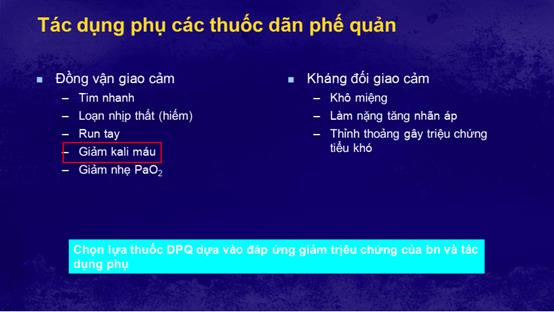 Tác dụng phụ các thuốc dãn phế quản
Đồng vận giao cảm
– Tim nhanh
– Loạn nhịp thất (hiếm)
– Run tay
– Giảm kali máu
– Giảm nhẹ PaO2
Kháng đối giao cảm
– Khô miệng
– Làm nặng tăng nhãn áp
– Thỉnh thoảng gây triệu chứng
tiểu khó
Chọn lựa thuốc DPQ dựa vào đáp ứng giảm triệu chứng của bn và tác
dụng phụ